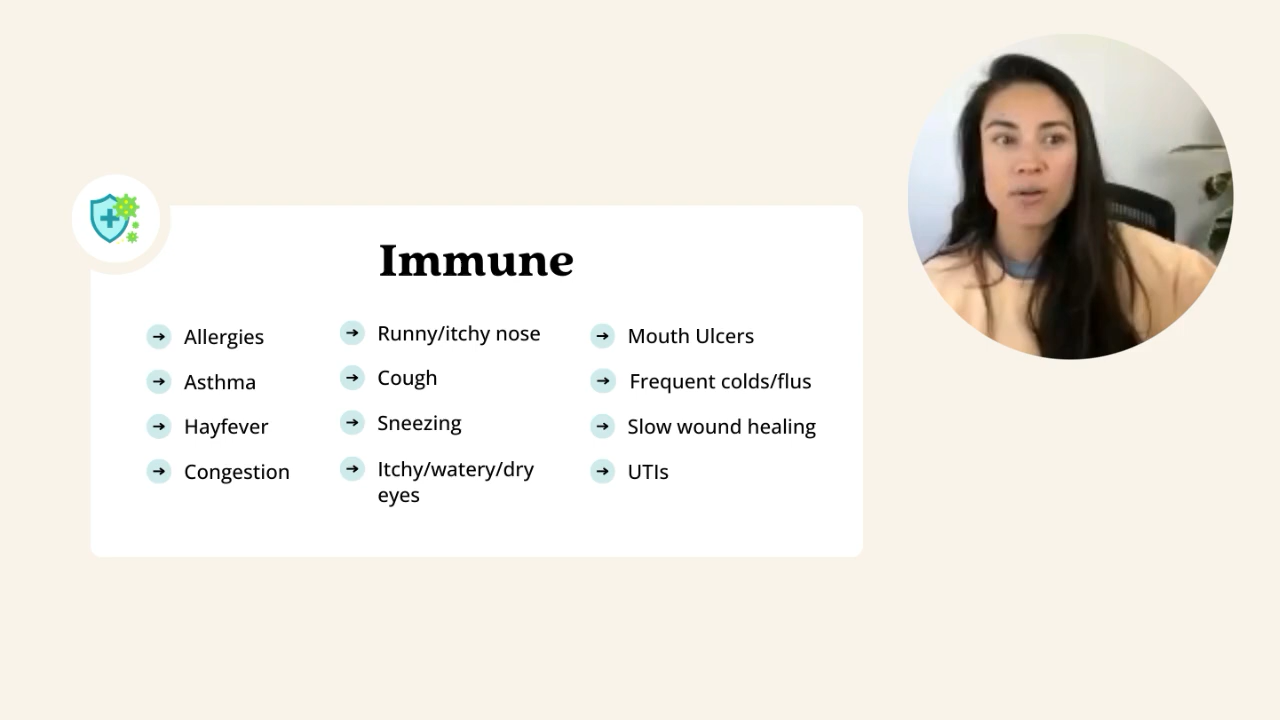 Immune
Allergies
Asthma
Hayfever
Congestion
Runny/itchy nose
Cough
Sneezing
Itchy/watery/dry
eyes
Mouth Ulcers
Frequent colds/flus
Slow wound healing
UTIs